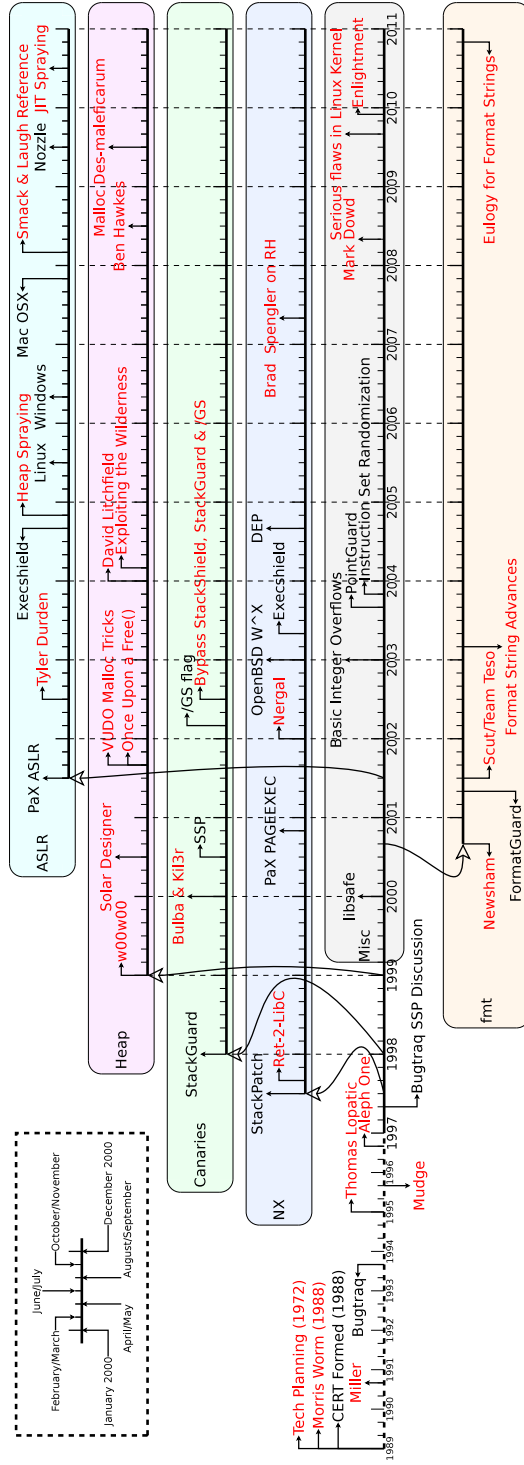 January 2000
February/March
April/May
June/July
August/September
October/November
December 2000
ASLR
PaX ASLR
Tyler Durden
Execshield
Heap Spraying
Linux
Windows
Mac OSX
Smack & Laugh Reference
Nozzle
JIT Spraying
Heap
w00w00
Solar Designer
VUDO Malloc Tricks
Once Upon a Free()
David Litchfield
Exploiting the Wilderness
Ben Hawkes
Malloc Des-maleficarum
Canaries
StackGuard
Bulba & Kil3r
SSP
/GS flag
Bypass StackShield, StackGuard & /GS
NX
StackPatch
Ret-2-LibC
PaX PAGEEXEC
Nergal
OpenBSD W^X
Execshield
DEP
Brad Spengler on RH
Misc
libsafe
Basic Integer Overflows
PointGuard
Instruction Set Randomization
Mark Dowd
Serious flaws in Linux Kernel
Enlightment
Tech Planning (1972)
Morris Worm (1988)
CERT Formed (1988)
Miller
Bugtraq
Thomas Lopatic
Aleph One
Mudge
Bugtraq SSP Discussion
1989
1990
1991
1992
1993
1994
1995
1996
1997
1998
1999
2000
2001
2002
2003
2004
2005
2006
2007
2008
2009
2010
2011
fmt
Newsham
FormatGuard
Scut/Team Teso
Format String Advances
Eulogy for Format Strings